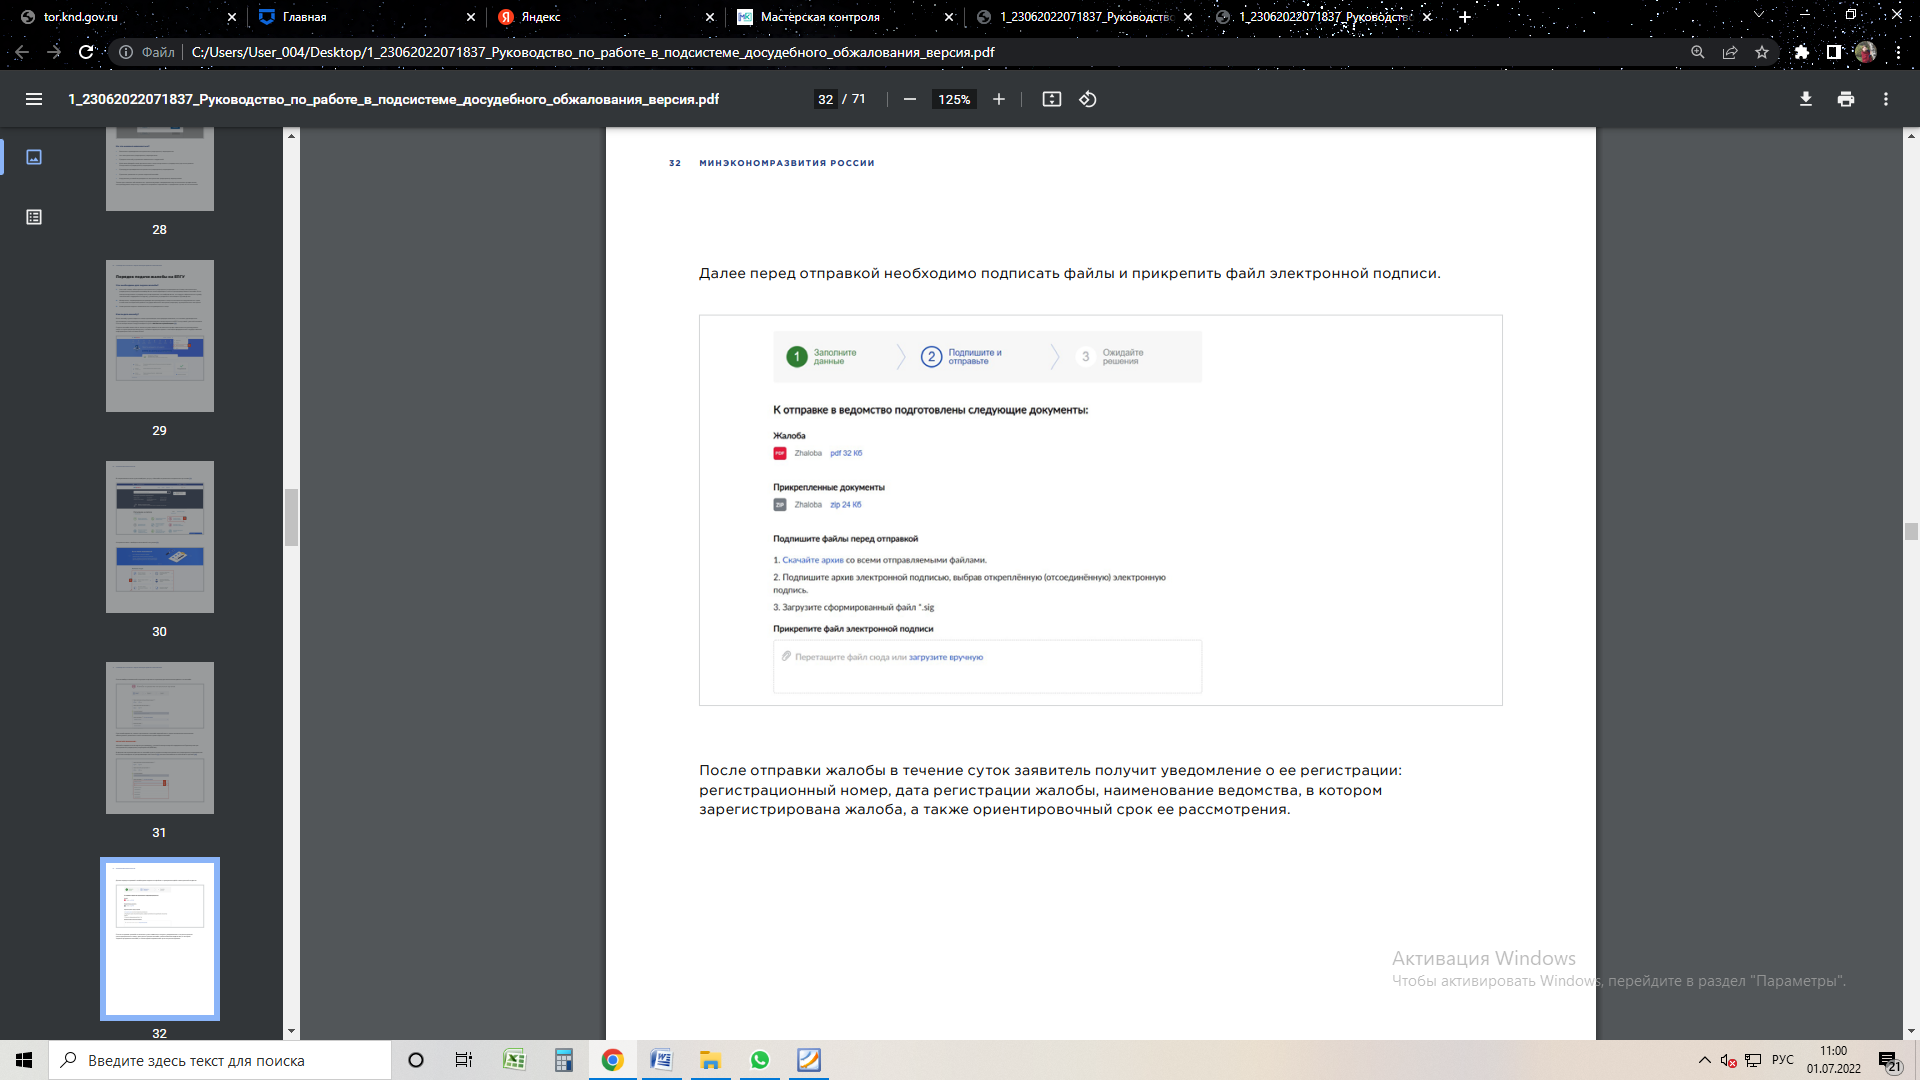 tor.knd.gov.ru
Главная
Яндекс
Мастерская контроля
1_23062022071837_Руководство
1_23062022071837_Руководство
Файл
C:/Users/User_004/Desktop/1_23062022071837_Руководство_по_работе_в_подсистеме_досудебного_обжалования_версия.pdf
1_23062022071837_Руководство_по_работе_в_подсистеме_досудебного_обжалования_версия.pdf
32 / 71
125%
28
29
30
31
32
32 МИНЭКОНОМРАЗВИТИЯ РОССИИ
Далее перед отправкой необходимо подписать файлы и прикрепить файл электронной подписи.
1 Заполните данные
2 Подпишите и отправьте
3 Ожидайте решения
К отправке в ведомство подготовлены следующие документы:
Жалоба
PDF Zhaloba pdf 32 Кб
Прикрепленные документы
ZIP Zhaloba zip 24 Кб
Подпишите файлы перед отправкой
1. Скачайте архив со всеми отправляемыми файлами.
2. Подпишите архив электронной подписью, выбрав откреплённую (отсоединённую) электронную
подпись.
3. Загрузите сформированный файл *.sig
Прикрепите файл электронной подписи
Перетащите файл сюда или загрузите вручную
После отправки жалобы в течение суток заявитель получит уведомление о ее регистрации:
регистрационный номер, дата регистрации жалобы, наименование ведомства, в котором
зарегистрирована жалоба, а также ориентировочный срок ее рассмотрения.
Активация Windows
Чтобы активировать Windows, перейдите в раздел "Параметры".
Введите здесь текст для поиска
РУС
11:00
01.07.2022
21